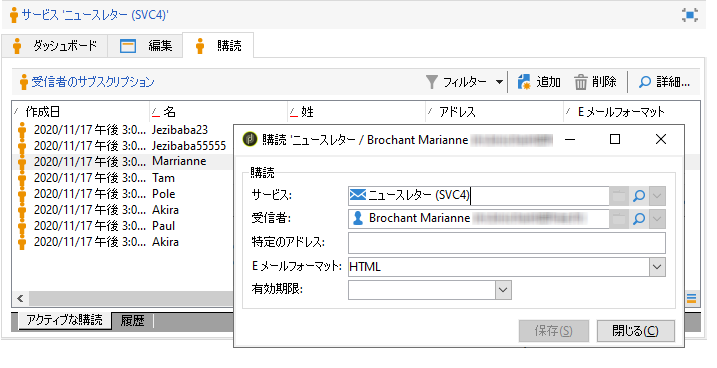 サービス 'ニュースレター (SVC4)'
ダッシュボード 編集 購読
受信者のサブスクリプション フィルター 追加 削除 詳細...
作成日 名 姓 アドレス Eメールフォーマット
2020/11/17 午後 3:0... Jezibaba23
2020/11/17 午後 3:0... Jezibaba55555
2020/11/17 午後 3:0... Marrianne
2020/11/17 午後 3:0... Tam
2020/11/17 午後 3:0... Pole
2020/11/17 午後 3:0... Akira
2020/11/17 午後 3:0... Paul
2020/11/17 午後 3:0... Akira
アクティブな購読 履歴
購読 'ニュースレター / Brochant Marianne
購読
サービス: ニュースレター (SVC4)
受信者: Brochant Marianne
特定のアドレス:
Eメールフォーマット: HTML
有効期限:
保存(S) 閉じる(C)